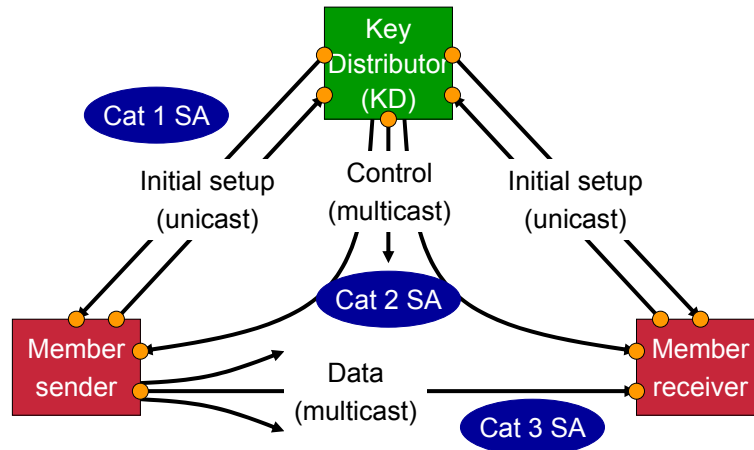 Key
Distributor
(KD)
Cat 1 SA
Initial setup
(unicast)
Control
(multicast)
Initial setup
(unicast)
Cat 2 SA
Member
sender
Data
(multicast)
Member
receiver
Cat 3 SA